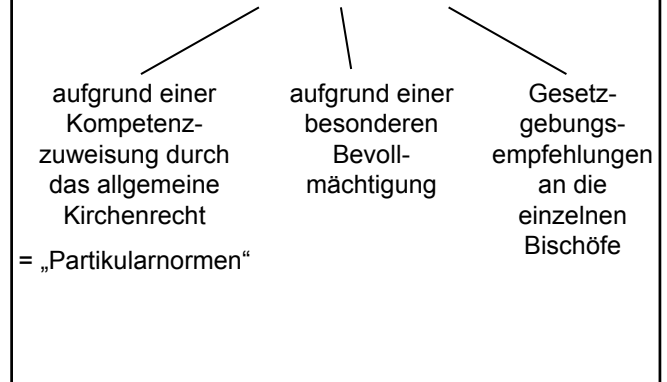 aufgrund einer
Kompetenz-
zuweisung durch
das allgemeine
Kirchenrecht
= „Partikularnormen“
aufgrund einer
besonderen
Bevoll-
mächtigung
Gesetz-
gebungs-
empfehlungen
an die
einzelnen
Bischöfe